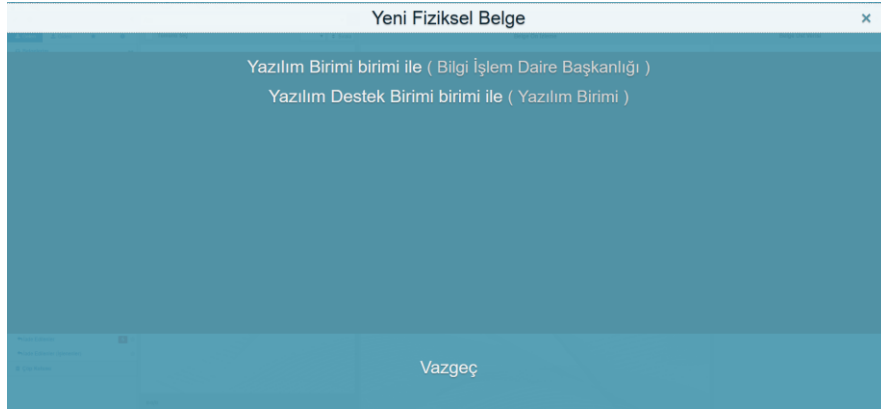 Yeni Fiziksel Belge ×
Yazılım Birimi birimi ile ( Bilgi İşlem Daire Başkanlığı )
Yazılım Destek Birimi birimi ile ( Yazılım Birimi )
Vazgeç